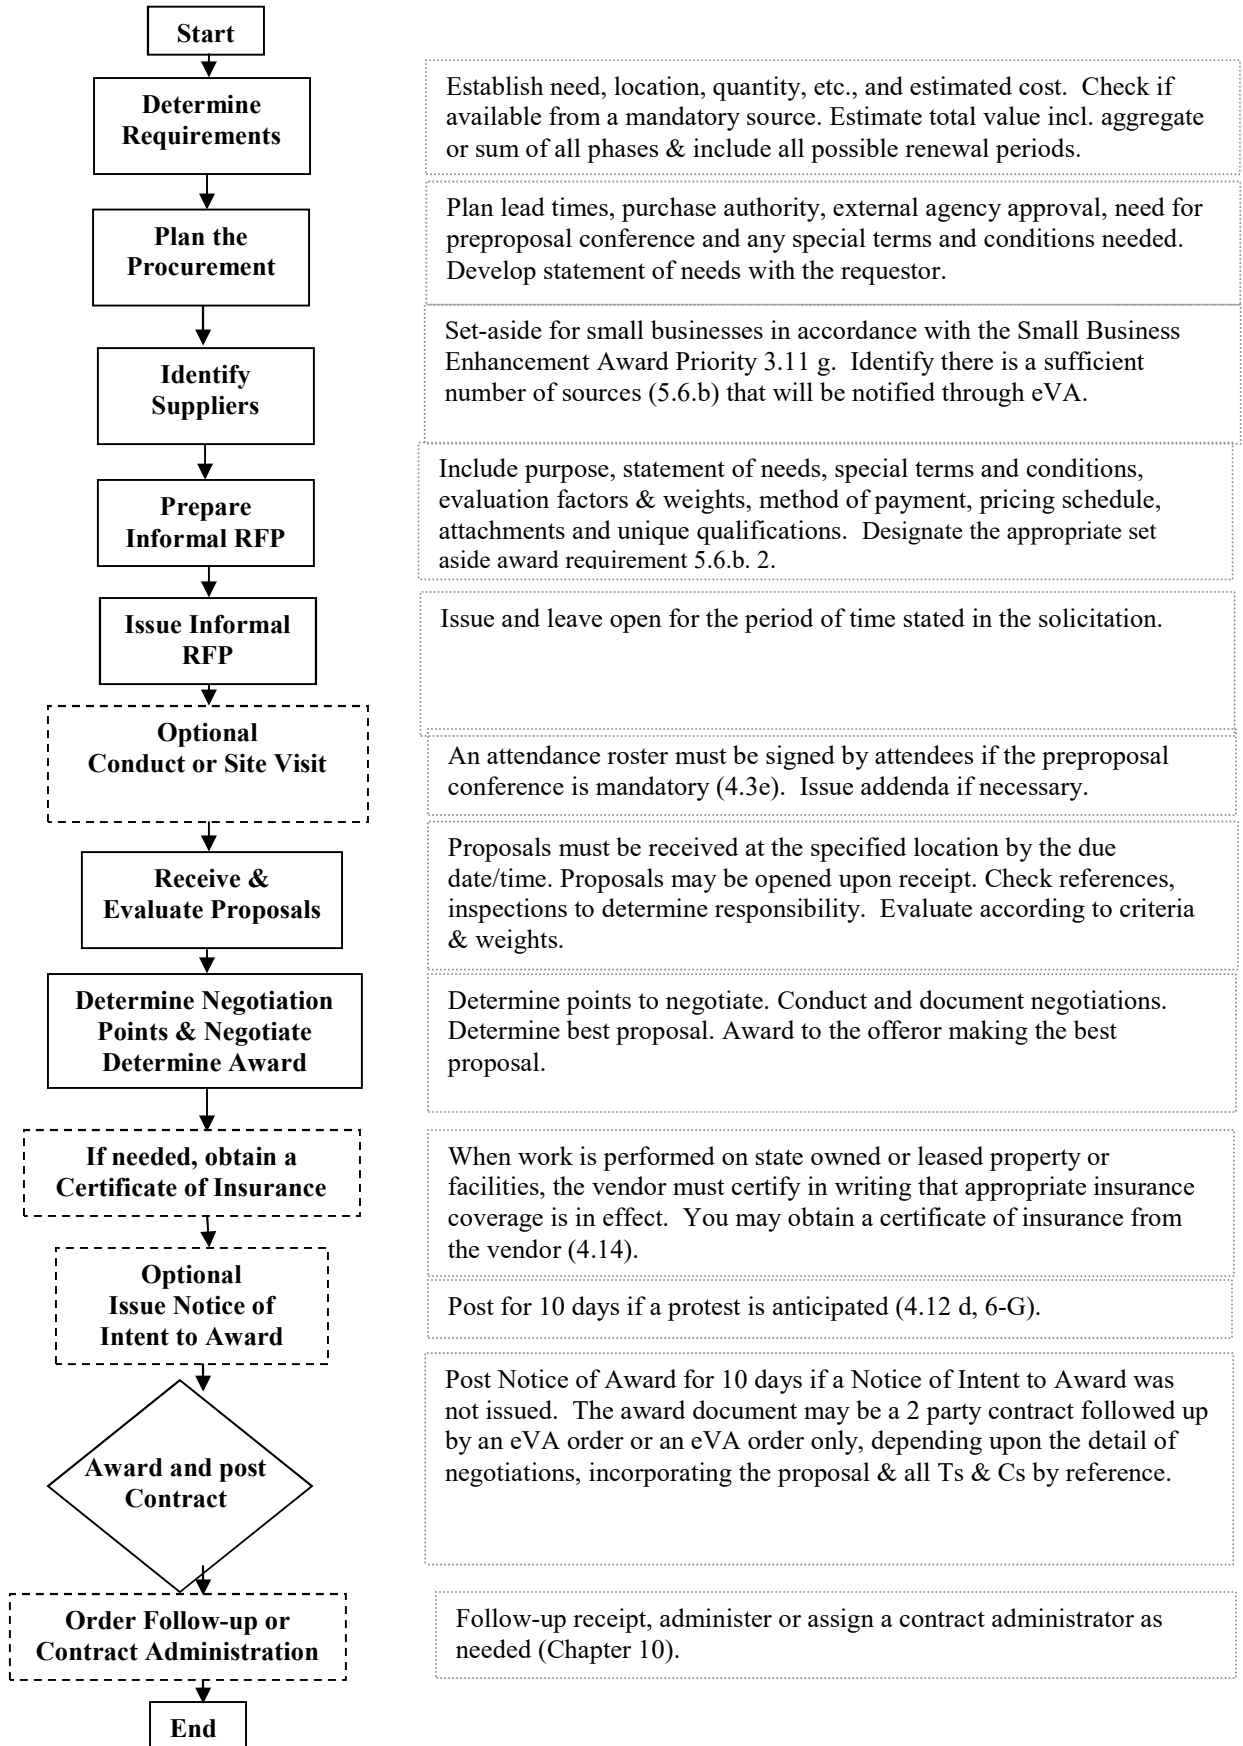 Start
Determine
Requirements
Establish need, location, quantity, etc., and estimated cost.  Check if
available from a mandatory source. Estimate total value incl. aggregate
or sum of all phases & include all possible renewal periods.
Plan the
Procurement
Plan lead times, purchase authority, external agency approval, need for
preproposal conference and any special terms and conditions needed.
Develop statement of needs with the requestor.
Identify
Suppliers
Set-aside for small businesses in accordance with the Small Business
Enhancement Award Priority 3.11 g.  Identify there is a sufficient
number of sources (5.6.b) that will be notified through eVA.
Prepare
Informal RFP
Include purpose, statement of needs, special terms and conditions,
evaluation factors & weights, method of payment, pricing schedule,
attachments and unique qualifications.  Designate the appropriate set
aside award requirement 5.6.b. 2.
Issue Informal
RFP
Issue and leave open for the period of time stated in the solicitation.
Optional
Conduct or Site Visit
An attendance roster must be signed by attendees if the preproposal
conference is mandatory (4.3e).  Issue addenda if necessary.
Receive &
Evaluate Proposals
Proposals must be received at the specified location by the due
date/time. Proposals may be opened upon receipt. Check references,
inspections to determine responsibility.  Evaluate according to criteria
& weights.
Determine Negotiation
Points & Negotiate
Determine Award
Determine points to negotiate. Conduct and document negotiations.
Determine best proposal. Award to the offeror making the best
proposal.
If needed, obtain a
Certificate of Insurance
When work is performed on state owned or leased property or
facilities, the vendor must certify in writing that appropriate insurance
coverage is in effect.  You may obtain a certificate of insurance from
the vendor (4.14).
Optional
Issue Notice of
Intent to Award
Post for 10 days if a protest is anticipated (4.12 d, 6-G).
Award and post
Contract
Post Notice of Award for 10 days if a Notice of Intent to Award was
not issued.  The award document may be a 2 party contract followed up
by an eVA order or an eVA order only, depending upon the detail of
negotiations, incorporating the proposal & all Ts & Cs by reference.
Order Follow-up or
Contract Administration
Follow-up receipt, administer or assign a contract administrator as
needed (Chapter 10).
End